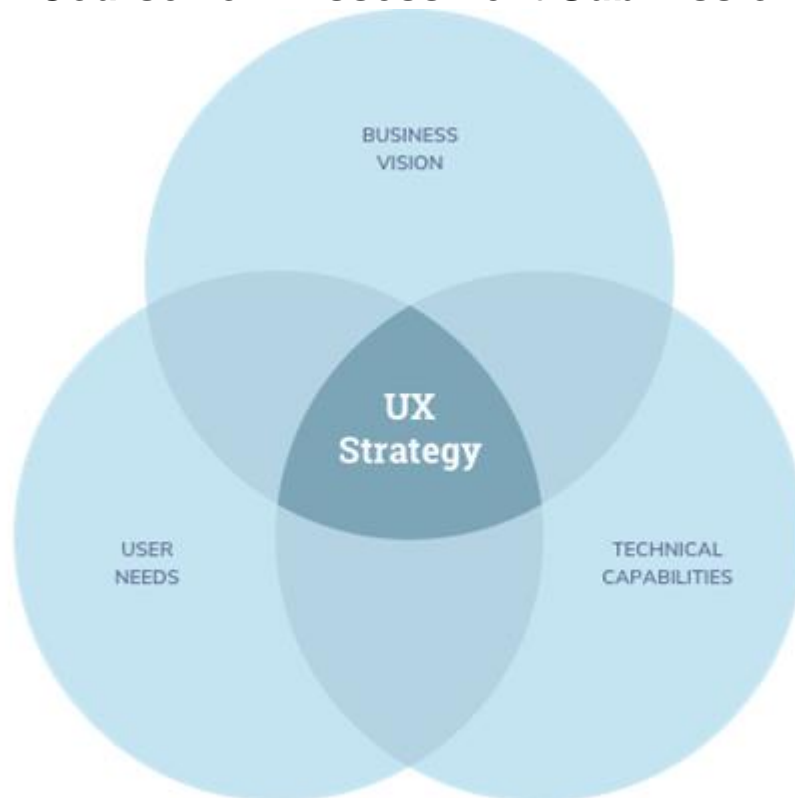 BUSINESS
VISION
UX
Strategy
USER
NEEDS
TECHNICAL
CAPABILITIES